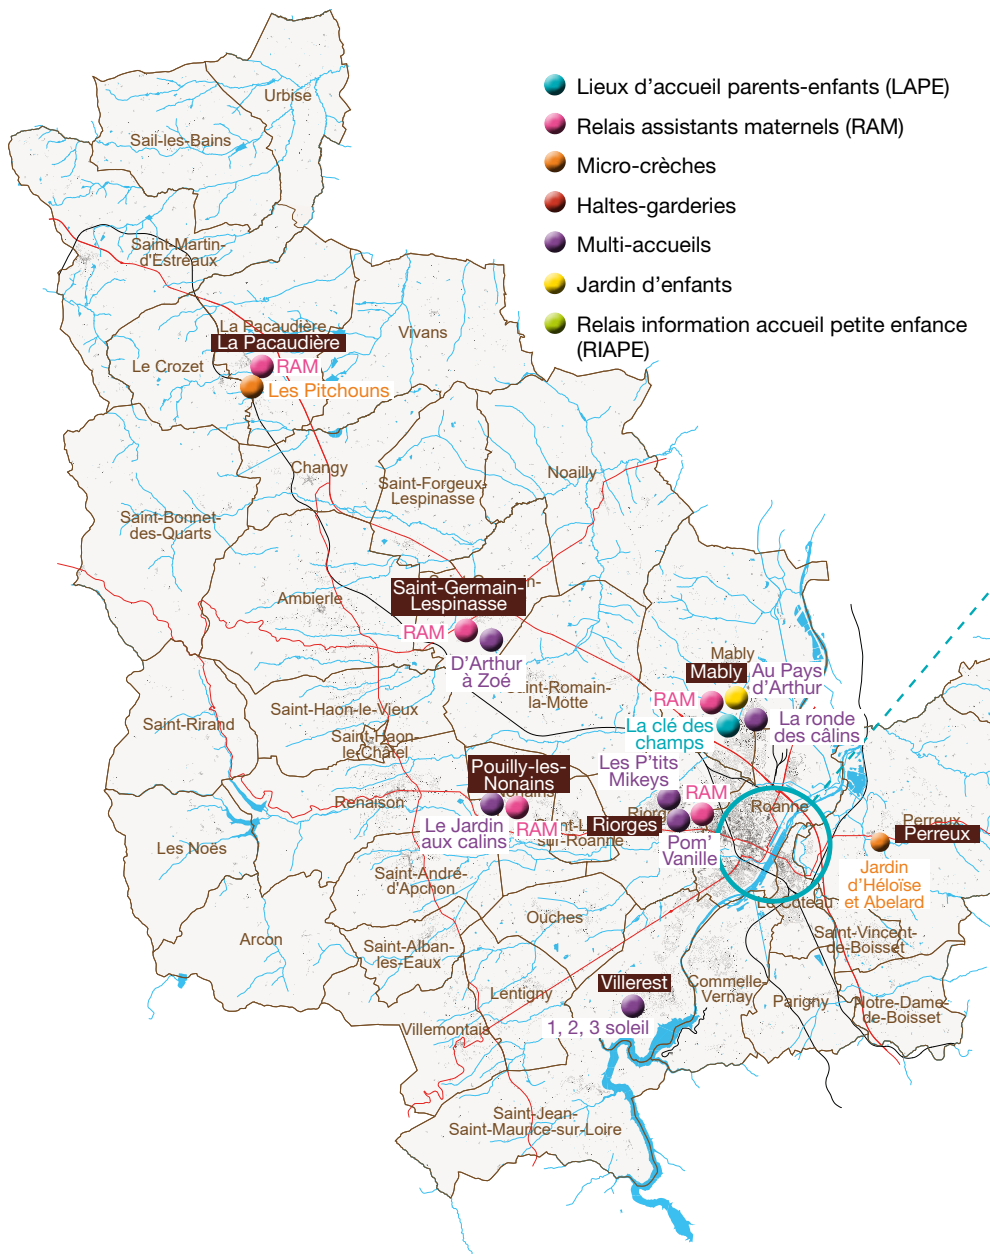 Urbise
Sail-les-Bains
Lieux d'accueil parents-enfants (LAPE)
Relais assistants maternels (RAM)
Micro-crèches
Haltes-garderies
Multi-accueils
Jardin d'enfants
Relais information accueil petite enfance
(RIAPE)
Saint-Martin-
d'Estreaux
La Pacaudière
La Pacaudière
Vivans
Le Crozet
RAM
Les Pitchouns
Changy
Saint-Forgeux-
Lespinasse
Noailly
Saint-Bonnet-
des-Quarts
Ambierle
Saint-Germain-
Lespinasse
RAM
D'Arthur
à Zoé
Saint-Romain-
la-Motte
Mably
Mably
Au Pays
d'Arthur
RAM
La clé des
champs
La ronde
des câlins
Saint-Rirand
Saint-Haon-le-Vieux
Saint-Haon-
le-Châtel
Renaison
Pouilly-les-
Nonains
Nonains
Le Jardin
aux calins
RAM
Les P'tits
Mikeys
RAM
Riorges
Pom'
Vanille
Roanne
Perreux
Perreux
Jardin
d'Héloïse
et Abelard
Les Noës
sur-Roanne
Saint-André-
d'Apchon
Le Coteau
Ouches
Arcon
Saint-Alban-
les-Eaux
Saint-Vincent-
de-Boisset
Lentigny
Villerest
1, 2, 3 soleil
Commelle-
Vernay
Parigny
Notre-Dame-
de-Boisset
Villemontais
Saint-Jean-
Saint-Maurice-sur-Loire